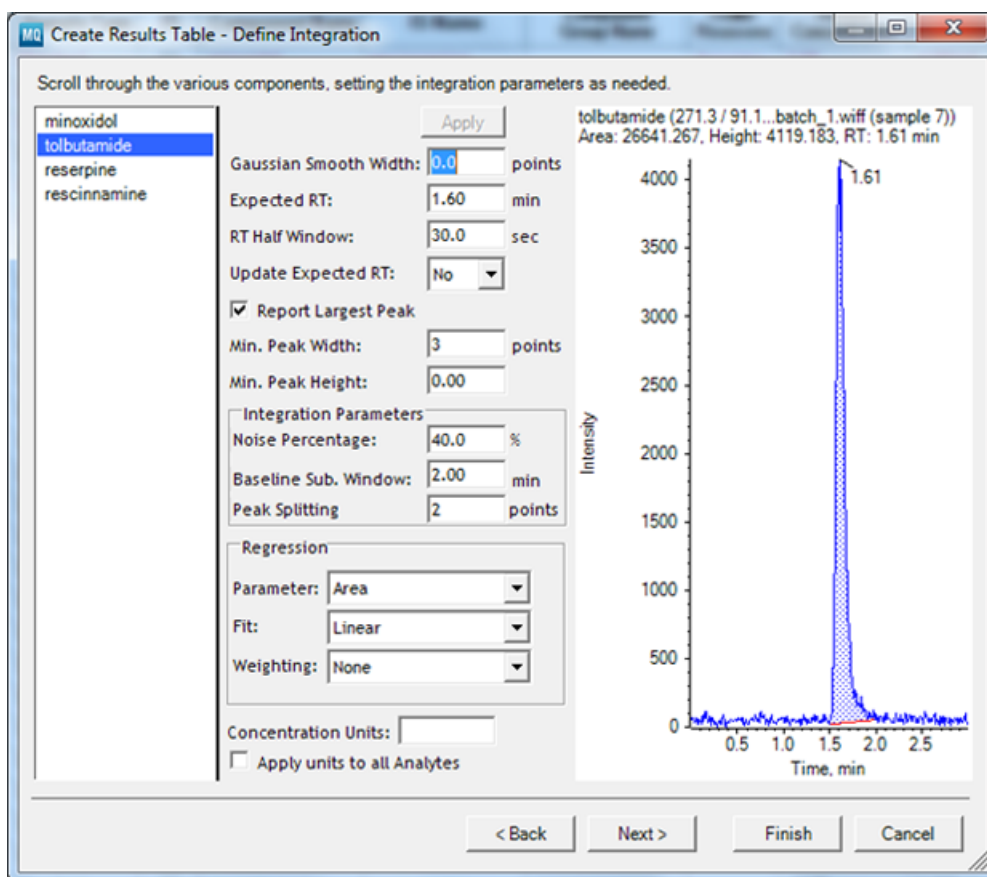 MQ Create Results Table - Define Integration
Scroll through the various components, setting the integration parameters as needed.
minoxidol
tolbutamide
reserpine
rescinnamine
Apply
Gaussian Smooth Width: 0.0 points
Expected RT: 1.60 min
RT Half Window: 30.0 sec
Update Expected RT: No
Report Largest Peak
Min. Peak Width: 3 points
Min. Peak Height: 0.00
Integration Parameters
Noise Percentage: 40.0 %
Baseline Sub. Window: 2.00 min
Peak Splitting 2 points
Regression
Parameter: Area
Fit: Linear
Weighting: None
Concentration Units:
Apply units to all Analytes
tolbutamide (271.3 / 91.1...batch_1.wiff (sample 7))
Area: 26641.267, Height: 4119.183, RT: 1.61 min
1.61
4000
3500
3000
2500
2000
1500
1000
500
0
Intensity
0.5 1.0 1.5 2.0 2.5
Time, min
< Back Next > Finish Cancel